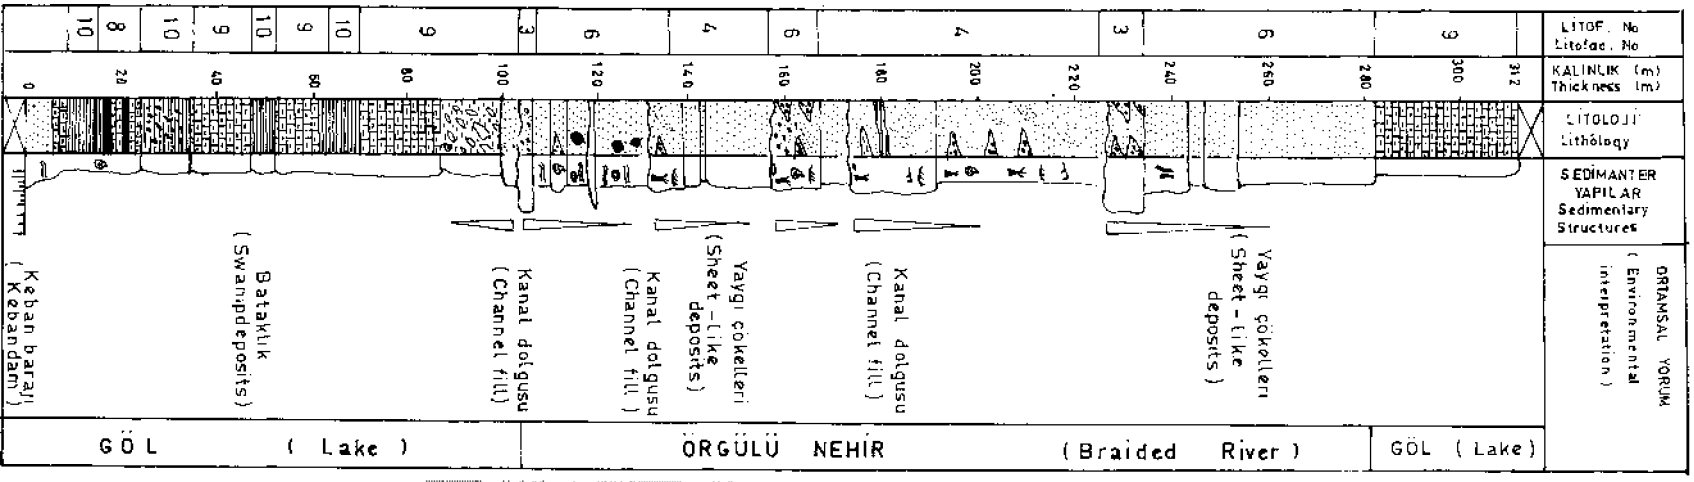 LİTOF. No
Litofac. No
10 8 10 9 10 9 10 9 3 6 4 6 4 3 6 9
KALINLIK (m)
Thickness (m)
0 20 40 60 80 100 120 140 160 180 200 220 240 260 280 300 312
LİTOLOJİ
Lithology
SEDİMANTER
YAPILAR
Sedimentary
Structures
ORTAMSAL YORUM
( Environmental
interpretation )
Keban barajı
( Kebandam)
Bataklık
(Swampdeposits)
Kanal dolgusu
(Channel fill)
Kanal dolgusu
(Channel fill)
Yaygı çökelleri
(Sheet-like
deposits)
Kanal dolgusu
(Channel fill)
Yaygı çökelleri
(Sheet-like
deposits)
GÖL ( Lake )
ÖRGÜLÜ NEHİR (Braided River)
GÖL (Lake)